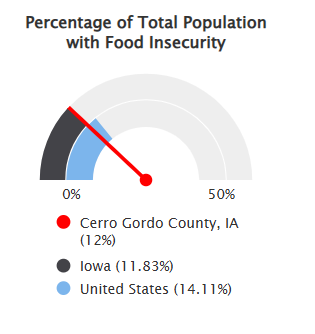 Percentage of Total Population
with Food Insecurity
0%
50%
Cerro Gordo County, IA
(12%)
Iowa (11.83%)
United States (14.11%)